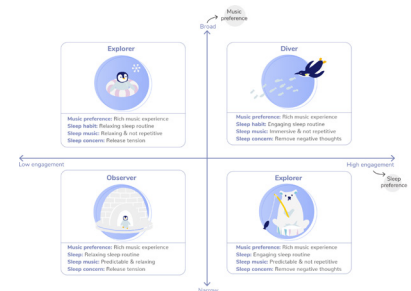 Music
preference
Broad
Explorer
Music preference: Rich music experience
Sleep habit: Relaxing sleep routine
Sleep music: Relaxing & not repetitive
Sleep concern: Release tension
Diver
Music preference: Rich music experience
Sleep habit: Engaging sleep routine
Sleep music: Immersive & not repetitive
Sleep concern: Remove negative thoughts
Low engagement
High engagement
Sleep
preference
Observer
Music preference: Rich music experience
Sleep: Relaxing sleep routine
Sleep music: Predictable & relaxing
Sleep concern: Release tension
Explorer
Music preference: Rich music experience
Sleep: Engaging sleep routine
Sleep music: Predictable & not repetitive
Sleep concern: Remove negative thoughts
Narrow